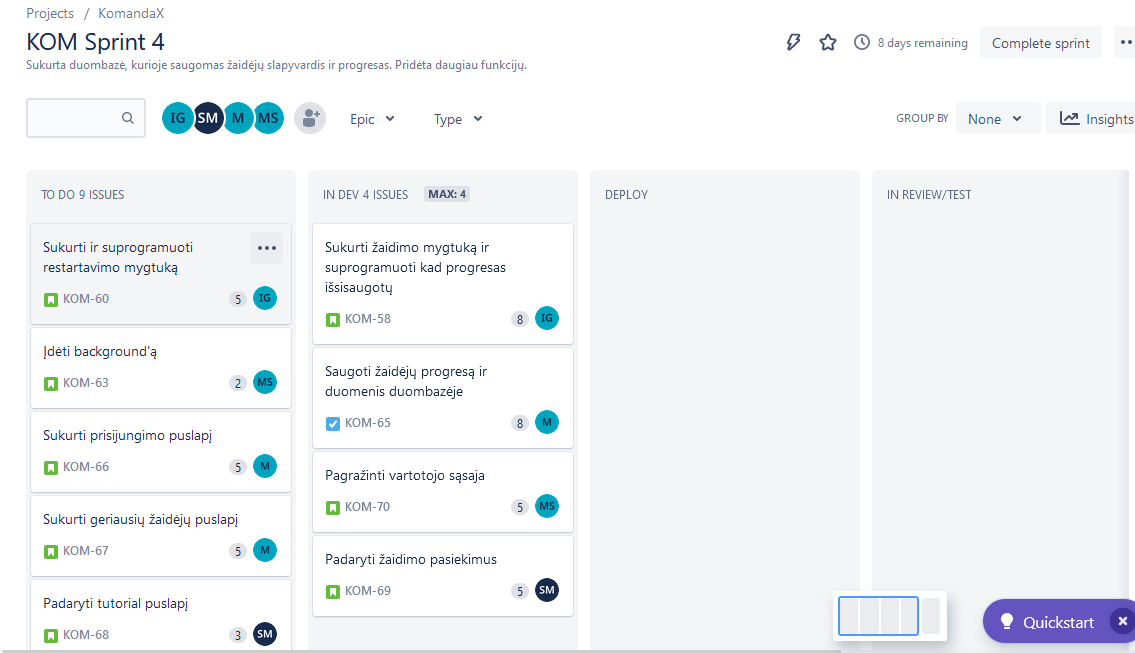 Projects / KomandaX
KOM Sprint 4
Sukurta duombazė, kurioje saugomas žaidėjų slapyvardis ir progresas. Pridėta daugiau funkcijų.
8 days remaining
Complete sprint
IG SM M MS
Epic
Type
GROUP BY
None
Insights
TO DO 9 ISSUES
Sukurti ir suprogramuoti
restartavimo mygtuką
KOM-60 5 IG
Įdėti background'ą
KOM-63 2 MS
Sukurti prisijungimo puslapį
KOM-66 5 M
Sukurti geriausių žaidėjų puslapį
KOM-67 5 M
Padaryti tutorial puslapį
KOM-68 3 SM
IN DEV 4 ISSUES MAX: 4
Sukurti žaidimo mygtuką ir
suprogramuoti kad progresas
išsisaugotų
KOM-58 8 IG
Saugoti žaidėjų progresą ir
duomenis duombazėje
KOM-65 8 M
Pagražinti vartotojo sąsaja
KOM-70 5 MS
Padaryti žaidimo pasiekimus
KOM-69 5 SM
DEPLOY
IN REVIEW/TEST
Quickstart